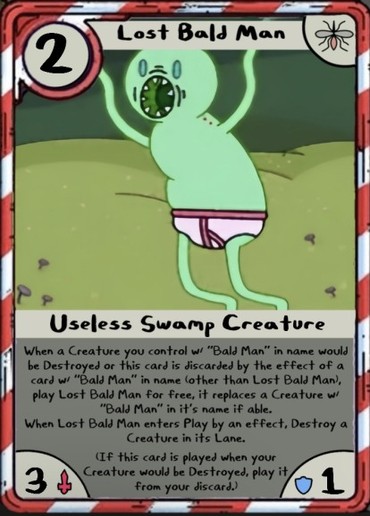 2
Lost Bald Man
Useless Swamp Creature
When a Creature you control w/ "Bald Man" in name would
be Destroyed or this card is discarded by the effect of a
card w/ "Bald Man" in name (other than Lost Bald Man),
play Lost Bald Man for free, it replaces a Creature w/
"Bald Man" in it's name if able.
When Lost Bald Man enters Play by an effect, Destroy a
Creature in its Lane.
(If this card is played when your
Creature would be Destroyed, play it
from your discard.)
3
1